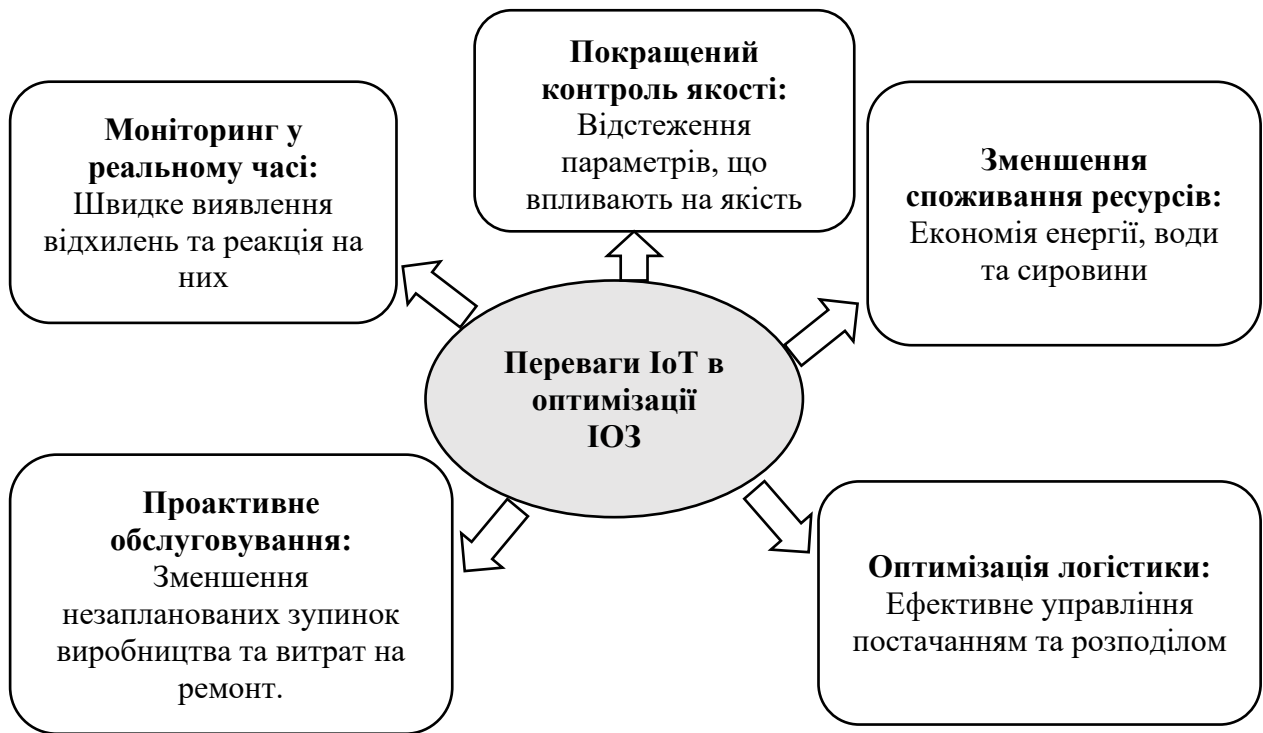 Покращений
контроль якості:
Відстеження
параметрів, що
впливають на якість
Моніторинг у
реальному часі:
Швидке виявлення
відхилень та реакція на
них
Зменшення
споживання ресурсів:
Економія енергії, води
та сировини
Переваги IoT в
оптимізації
ІОЗ
Проактивне
обслуговування:
Зменшення
незапланованих зупинок
виробництва та витрат на
ремонт.
Оптимізація логістики:
Ефективне управління
постачанням та розподілом